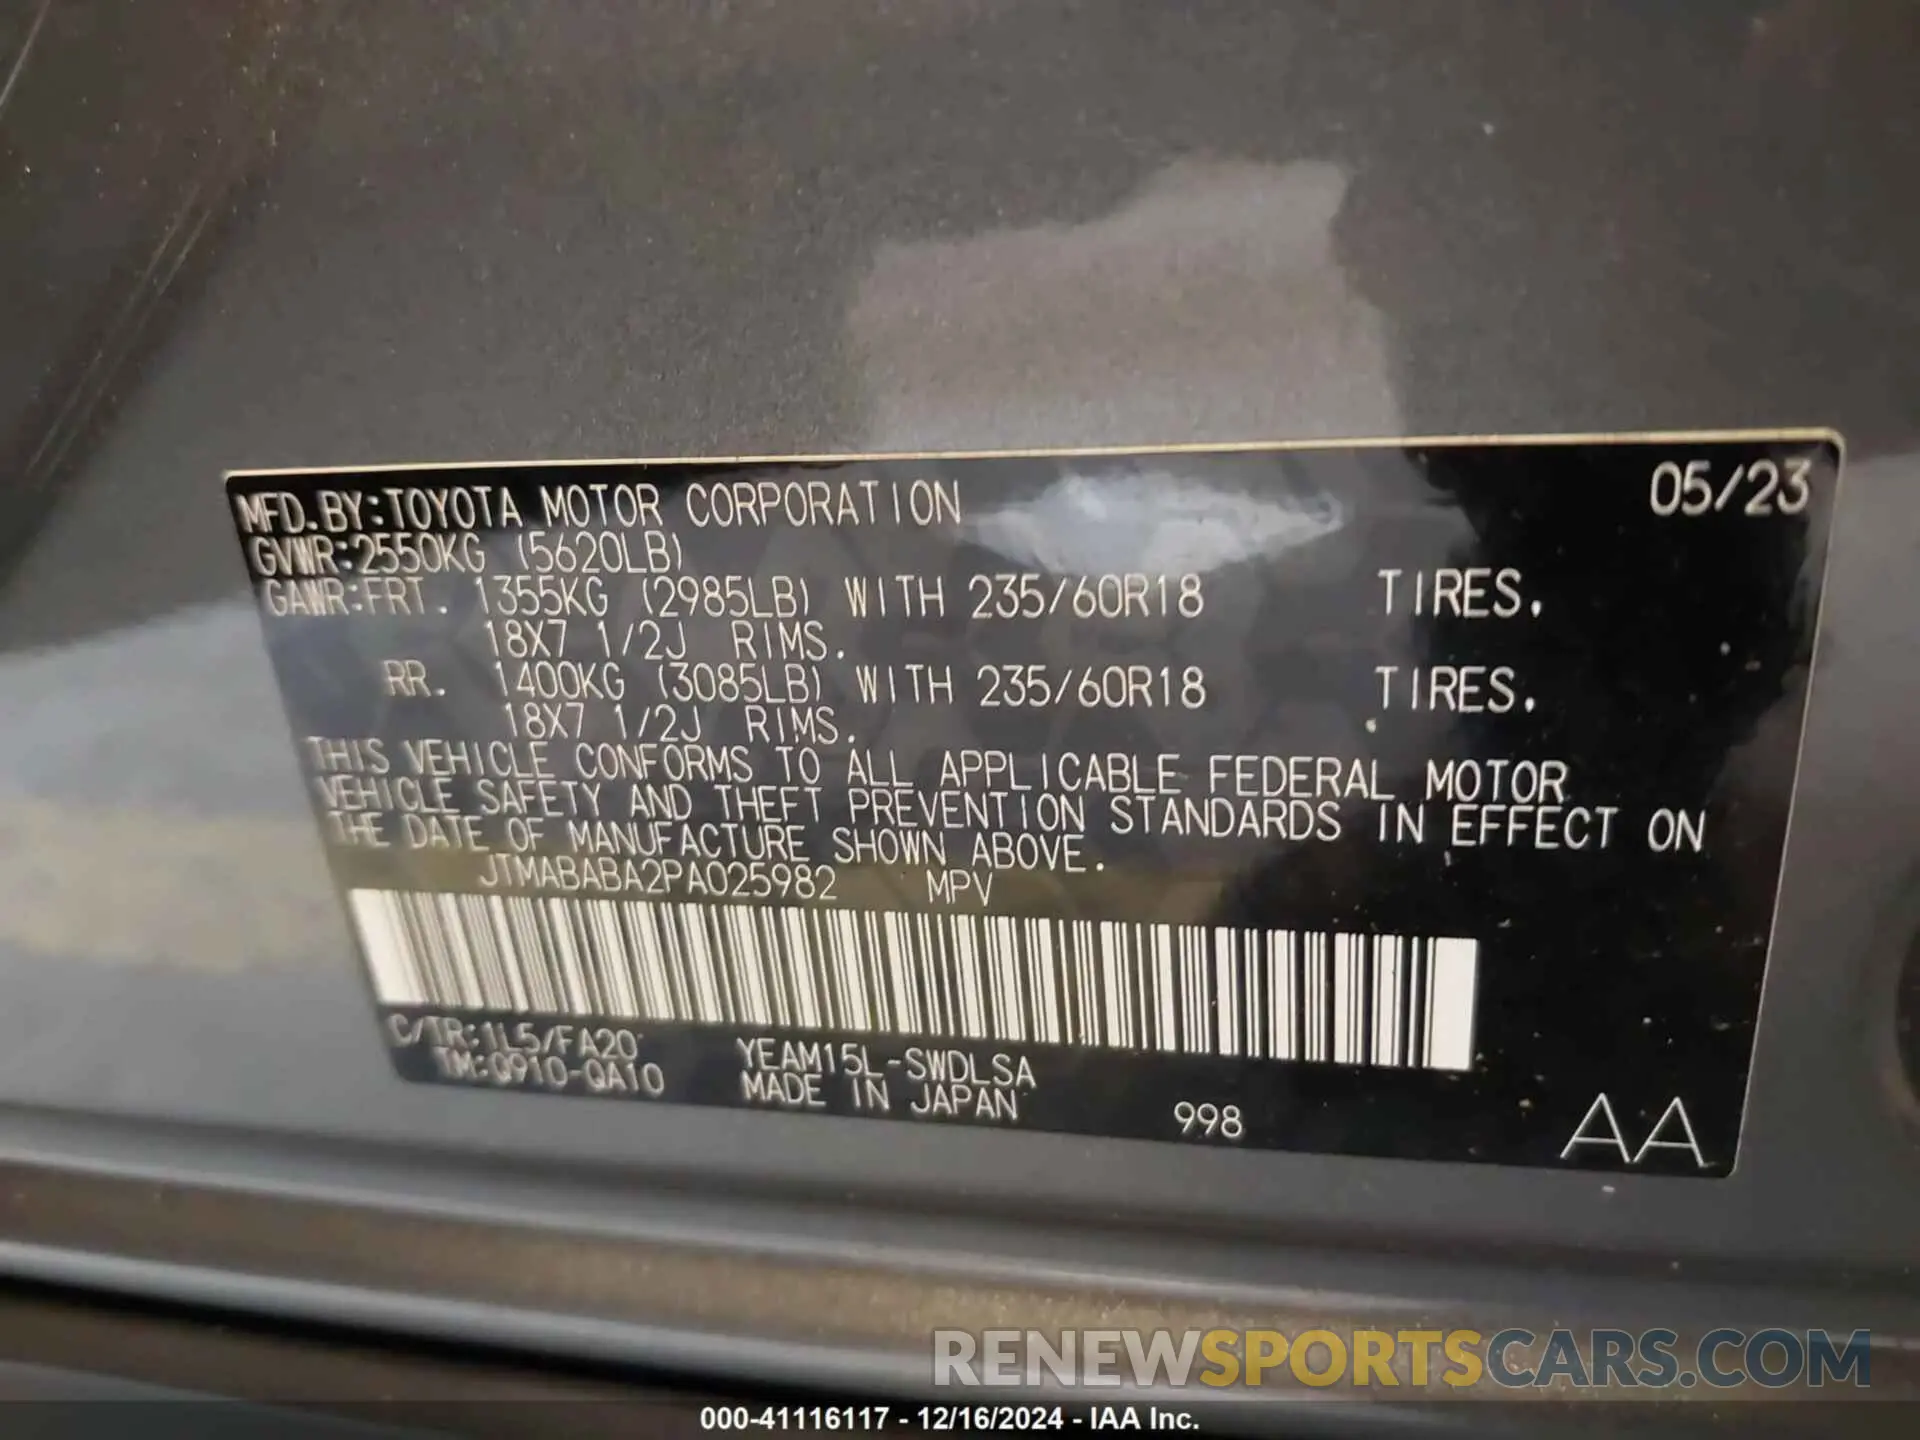 MFD.BY:TOYOTA MOTOR CORPORATION 05/23
GVWR:2550KG (5620LB)
GAWR:FRT. 1355KG (2985LB) WITH 235/60R18 TIRES.
18X7 1/2J RIMS.
RR. 1400KG (3085LB) WITH 235/60R18 TIRES.
18X7 1/2J RIMS.
THIS VEHICLE CONFORMS TO ALL APPLICABLE FEDERAL MOTOR
VEHICLE SAFETY AND THEFT PREVENTION STANDARDS IN EFFECT ON
THE DATE OF MANUFACTURE SHOWN ABOVE.
JTMABABA2PA025982 MPV
C/TR:1L5/FA20 YEAM15L-SWDLSA
TM:Q910-QA10 MADE IN JAPAN 998 AA
RENEWSPORTSCARS.COM
000-41116117 - 12/16/2024 - IAA Inc.